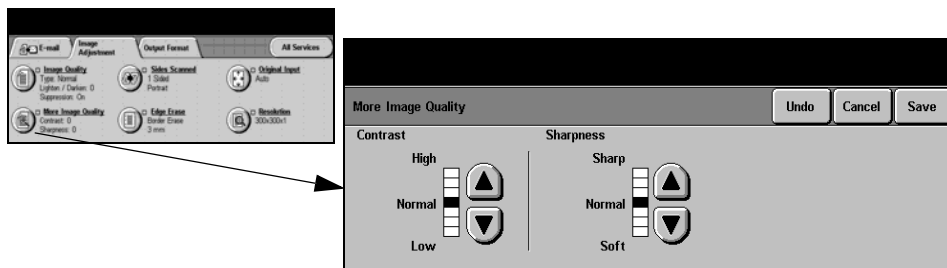 E-mail
Image Adjustment
Output Format
All Services
Image Quality
Type: Normal
Lighten / Darken: 0
Suppression: On
Sides Scanned
1 Sided
Portrait
Original Input
Auto
More Image Quality
Contrast: 0
Sharpness: 0
Edge Erase
Border Erase
3 mm
Resolution
300x300x1
More Image Quality
Undo
Cancel
Save
Contrast
High
Normal
Low
Sharpness
Sharp
Normal
Soft